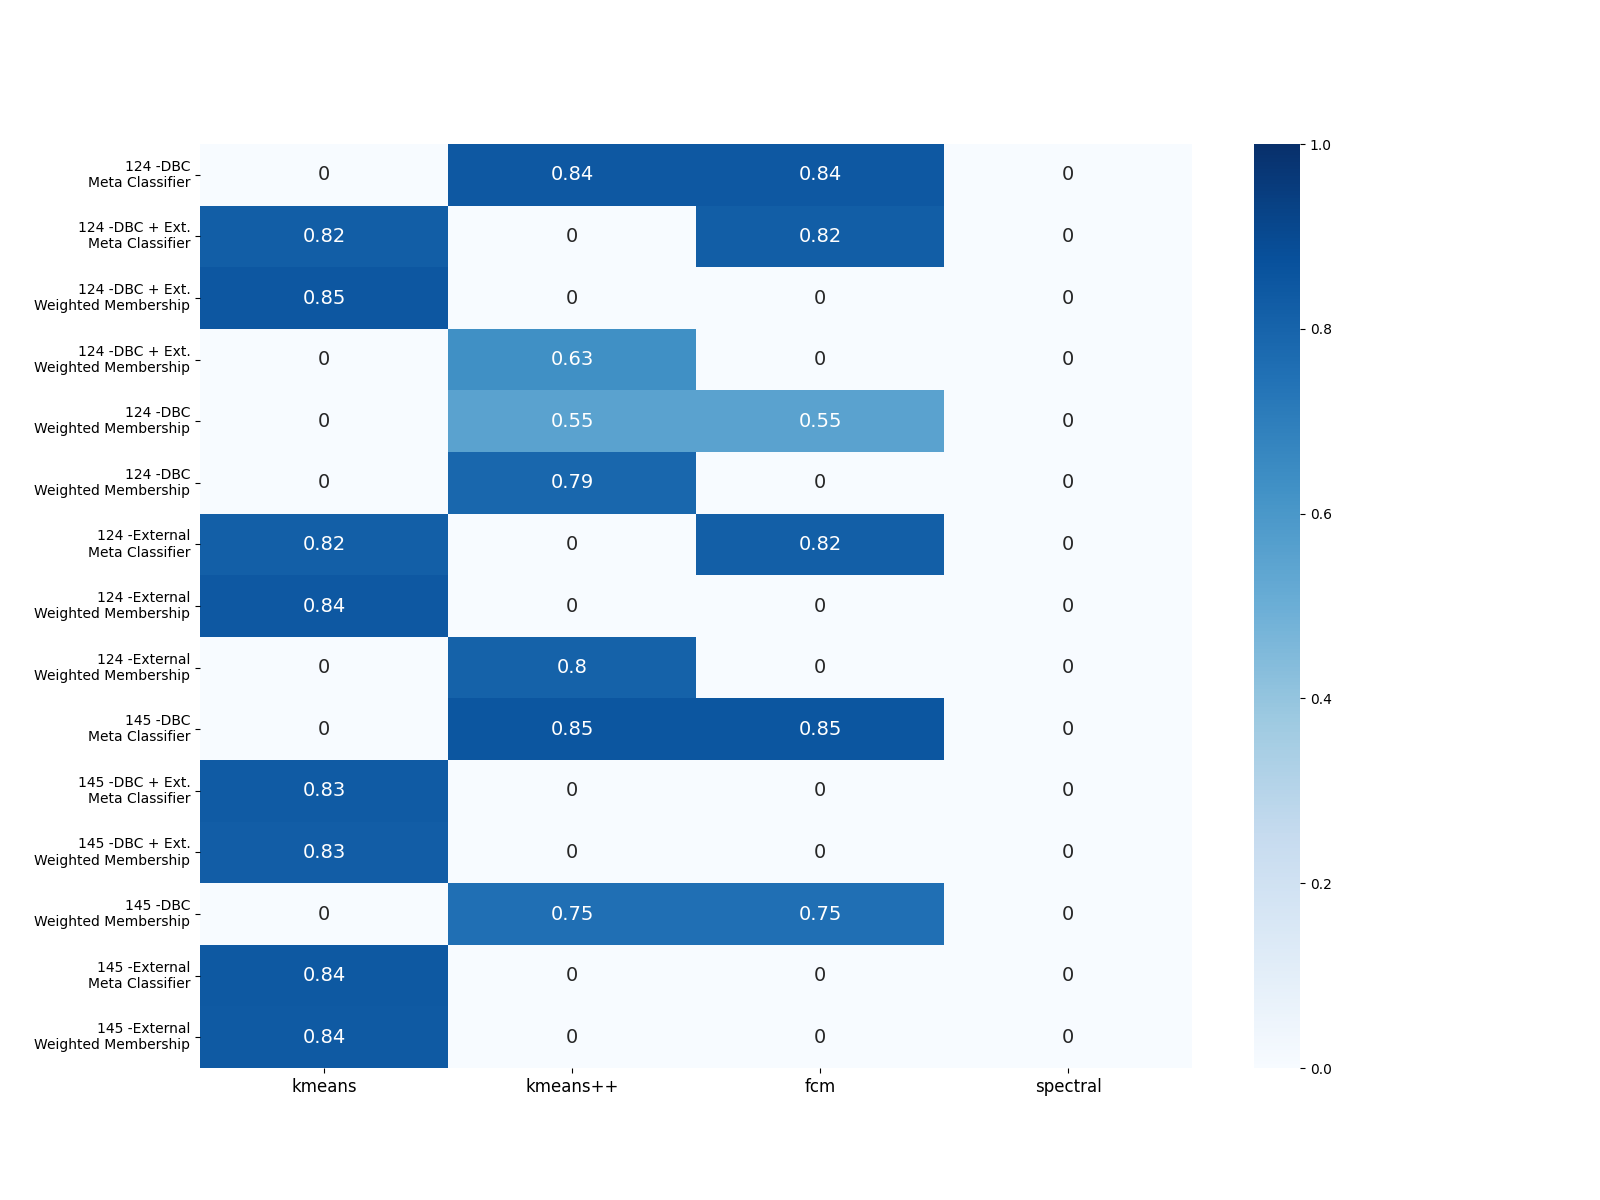 124 -DBC
Meta Classifier
0 0.84 0.84 0
124 -DBC + Ext.
Meta Classifier
0.82 0 0.82 0
124 -DBC + Ext.
Weighted Membership
0.85 0 0 0
124 -DBC + Ext.
Weighted Membership
0 0.63 0 0
124 -DBC
Weighted Membership
0 0.55 0.55 0
124 -DBC
Weighted Membership
0 0.79 0 0
124 -External
Meta Classifier
0.82 0 0.82 0
124 -External
Weighted Membership
0.84 0 0 0
124 -External
Weighted Membership
0 0.8 0 0
145 -DBC
Meta Classifier
0 0.85 0.85 0
145 -DBC + Ext.
Meta Classifier
0.83 0 0 0
145 -DBC + Ext.
Weighted Membership
0.83 0 0 0
145 -DBC
Weighted Membership
0 0.75 0.75 0
145 -External
Meta Classifier
0.84 0 0 0
145 -External
Weighted Membership
0.84 0 0 0
kmeans kmeans++ fcm spectral
1.0
0.8
0.6
0.4
0.2
0.0